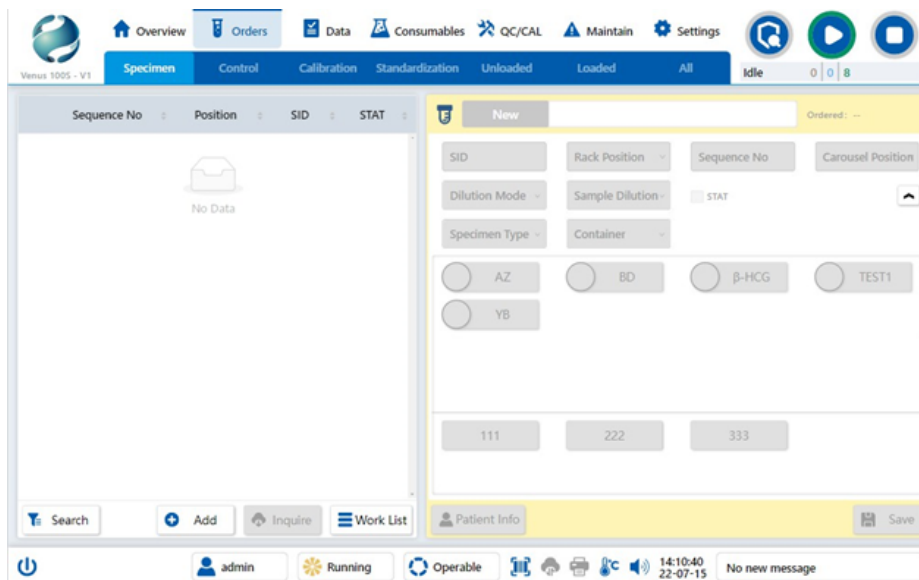 Overview Orders Data Consumables QC/CAL Maintain Settings
Venus 100S - V1
Specimen Control Calibration Standardization Unloaded Loaded All
Idle 0 0 8
Sequence No Position SID STAT
No Data
New Ordered: --
SID Rack Position Sequence No Carousel Position
Dilution Mode Sample Dilution STAT
Specimen Type Container
AZ BD β-HCG TEST1
YB
111 222 333
Search Add Inquire Work List
Patient Info Save
admin Running Operable °C 14:10:40
22-07-15 No new message